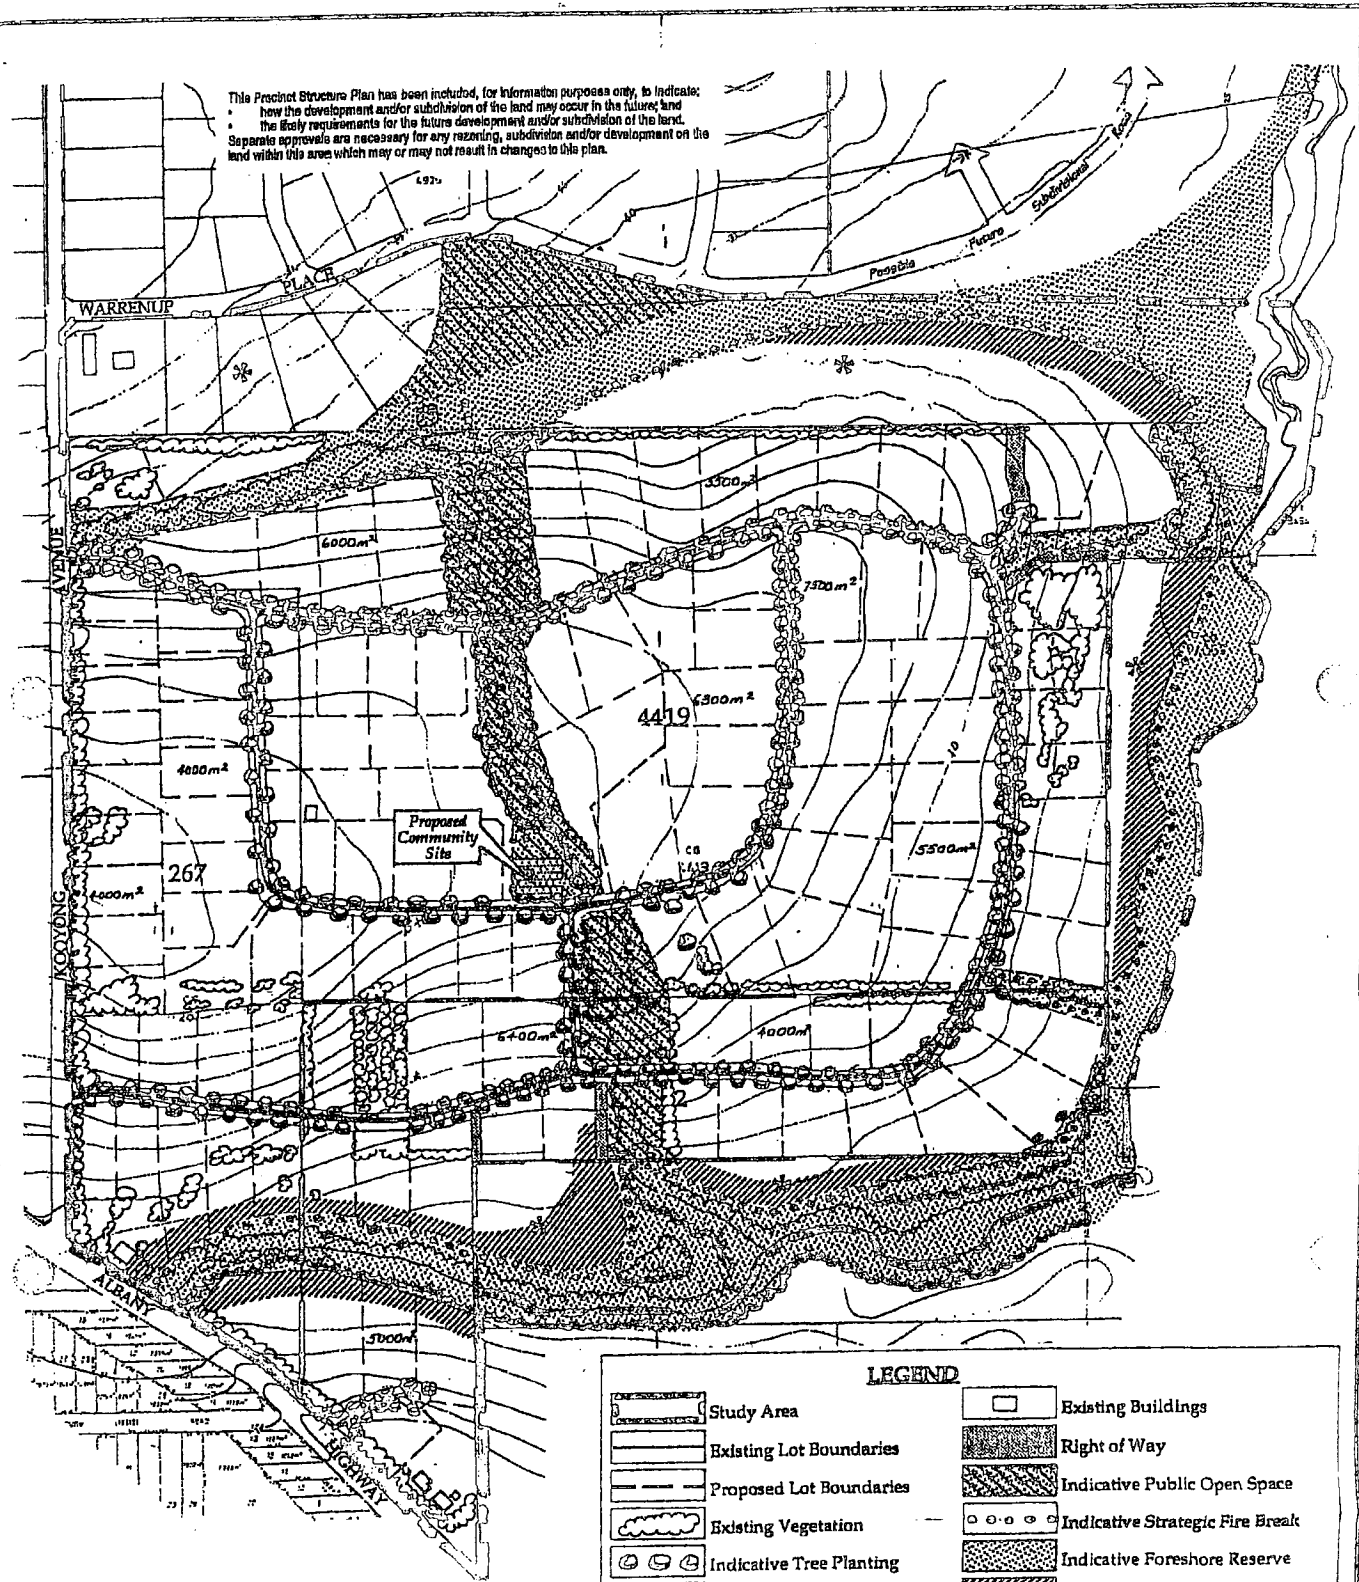 This Precinct Structure Plan has been included, for information purposes only, to indicate:
• how the development and/or subdivision of the land may occur in the future; and
• the likely requirements for the future development and/or subdivision of the land.
Separate approvals are necessary for any rezoning, subdivision and/or development on the
land within this area which may or may not result in changes to this plan.
Possible Future Subdivisional Road
WARRENUP PLACE
3500m²
6000m²
AVENUE
7500m²
6300m²
4419
4000m²
10
Proposed
Community
Site
5500m²
267
4000m²
KOOYONG
6400m²
4000m²
ALBANY
5000m²
HIGHWAY
LEGEND
Study Area
Existing Lot Boundaries
Proposed Lot Boundaries
Existing Vegetation
Indicative Tree Planting
Existing Buildings
Right of Way
Indicative Public Open Space
Indicative Strategic Fire Break
Indicative Foreshore Reserve